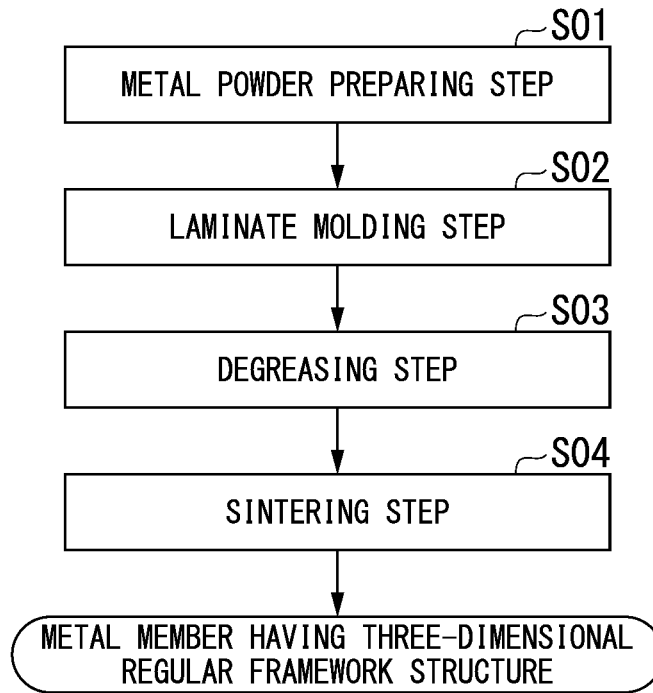 S01
METAL POWDER PREPARING STEP
S02
LAMINATE MOLDING STEP
S03
DEGREASING STEP
S04
SINTERING STEP
METAL MEMBER HAVING THREE-DIMENSIONAL
REGULAR FRAMEWORK STRUCTURE